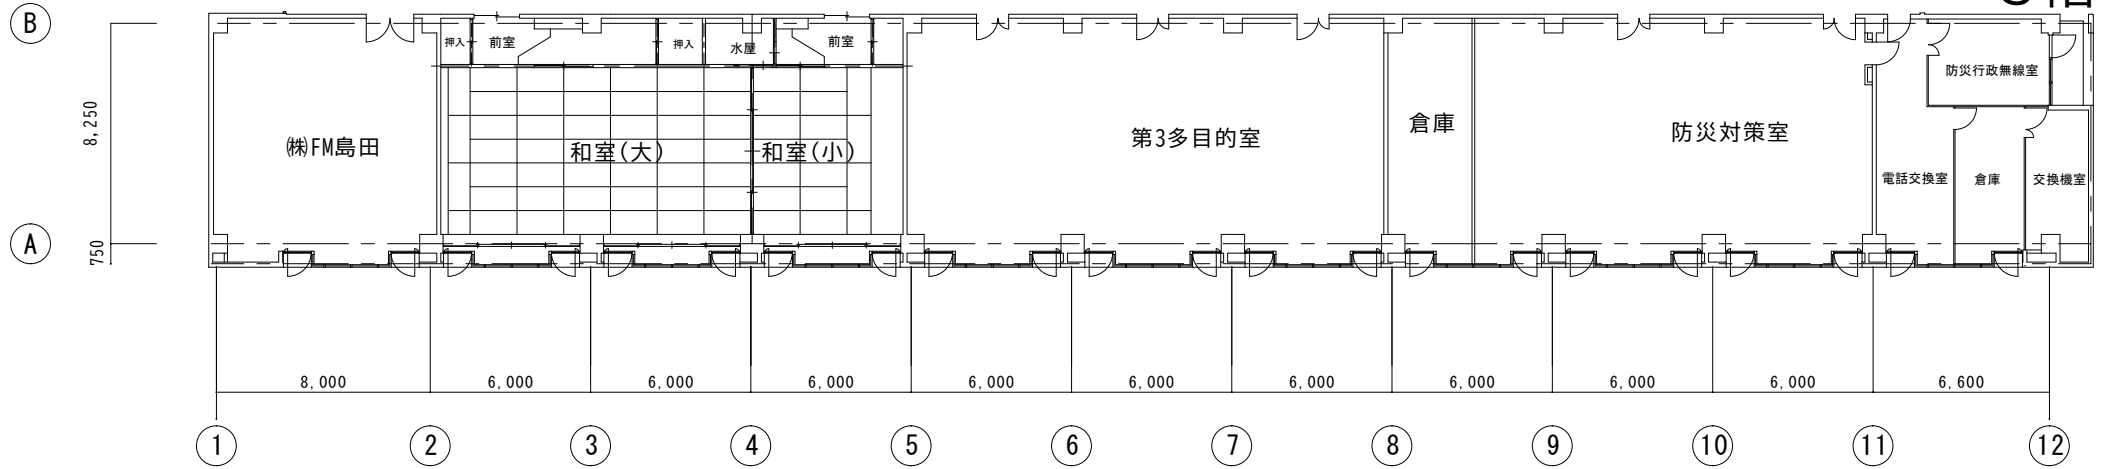 B
押入
前室
押入
水屋
前室
防災行政無線室
8,250
㈱FM島田
和室(大)
和室(小)
第3多目的室
倉庫
防災対策室
電話交換室
倉庫
交換機室
A
750
8,000
6,000
6,000
6,000
6,000
6,000
6,000
6,000
6,000
6,000
6,600
1
2
3
4
5
6
7
8
9
10
11
12